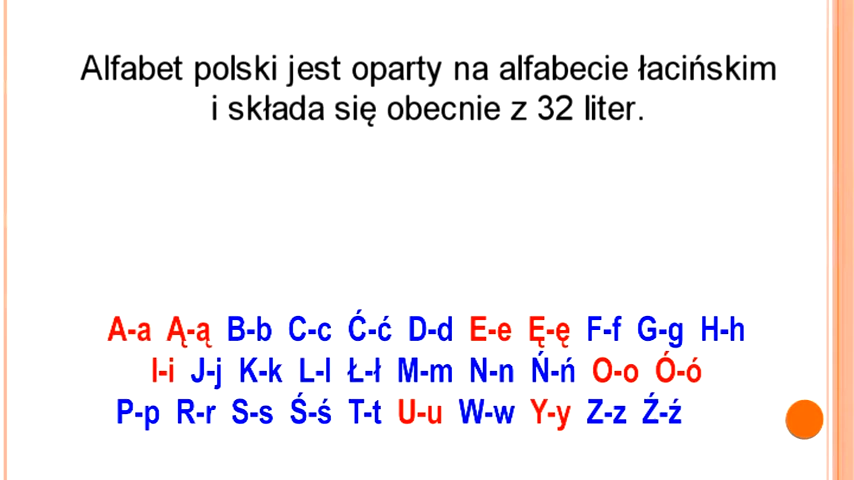 Alfabet polski jest oparty na alfabecie łacińskim
i składa się obecnie z 32 liter.
A-a Ą-ą B-b C-c Ć-ć D-d E-e Ę-ę F-f G-g H-h
I-i J-j K-k L-l Ł-ł M-m N-n Ń-ń O-o Ó-ó
P-p R-r S-s Ś-ś T-t U-u W-w Y-y Z-z Ź-ź